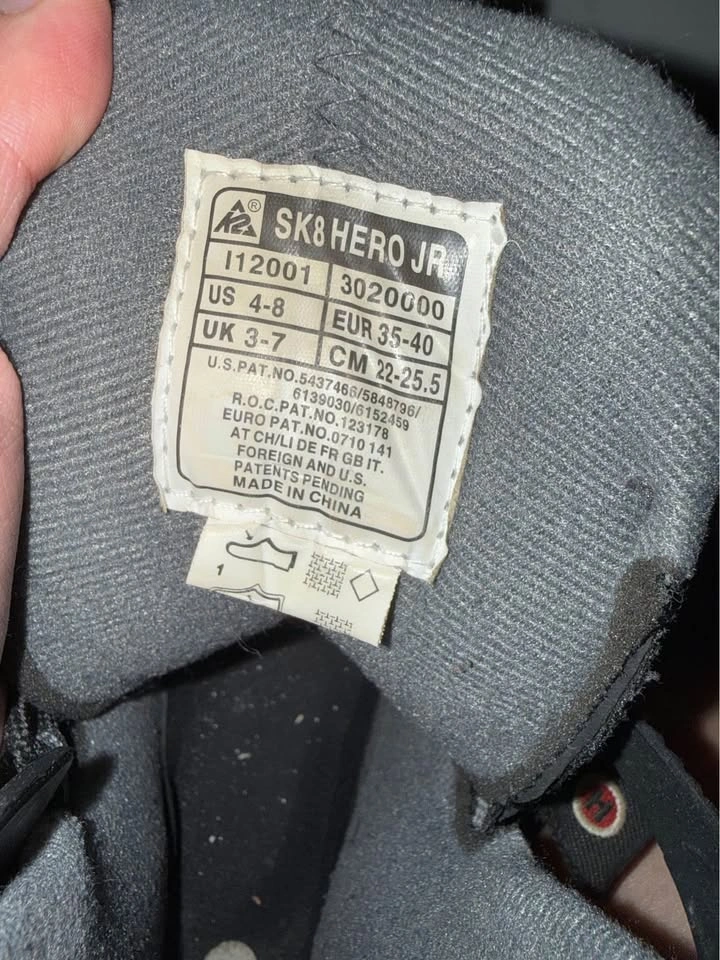 K2® SK8 HERO JR
I12001 3020000
US 4-8 EUR 35-40
UK 3-7 CM 22-25.5
U.S.PAT.NO.5437466/5848796/
6139030/6152459
R.O.C.PAT.NO.123178
EURO PAT.NO.0710 141
AT CH/LI DE FR GB IT.
FOREIGN AND U.S.
PATENTS PENDING
MADE IN CHINA
1